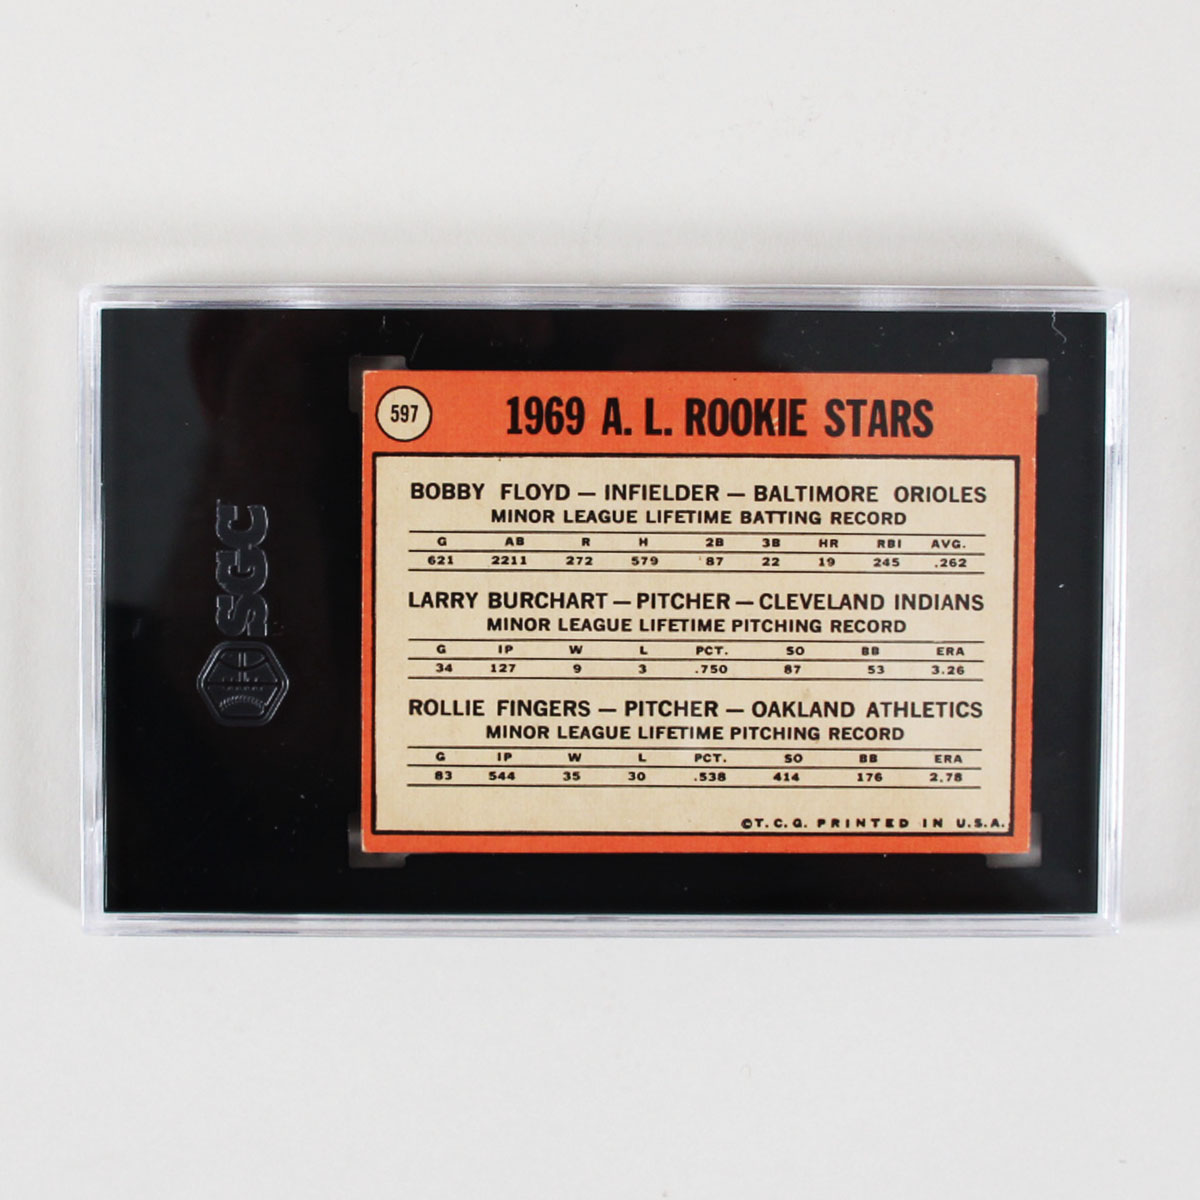 SGC
597
1969 A. L. ROOKIE STARS
BOBBY FLOYD — INFIELDER — BALTIMORE ORIOLES
MINOR LEAGUE LIFETIME BATTING RECORD
G AB R H 2B 3B HR RBI AVG.
621 2211 272 579 87 22 19 245 .262
LARRY BURCHART — PITCHER — CLEVELAND INDIANS
MINOR LEAGUE LIFETIME PITCHING RECORD
G IP W L PCT. SO BB ERA
34 127 9 3 .750 87 53 3.26
ROLLIE FINGERS — PITCHER — OAKLAND ATHLETICS
MINOR LEAGUE LIFETIME PITCHING RECORD
G IP W L PCT. SO BB ERA
83 544 35 30 .538 414 176 2.78
©T.C.G. PRINTED IN U.S.A.